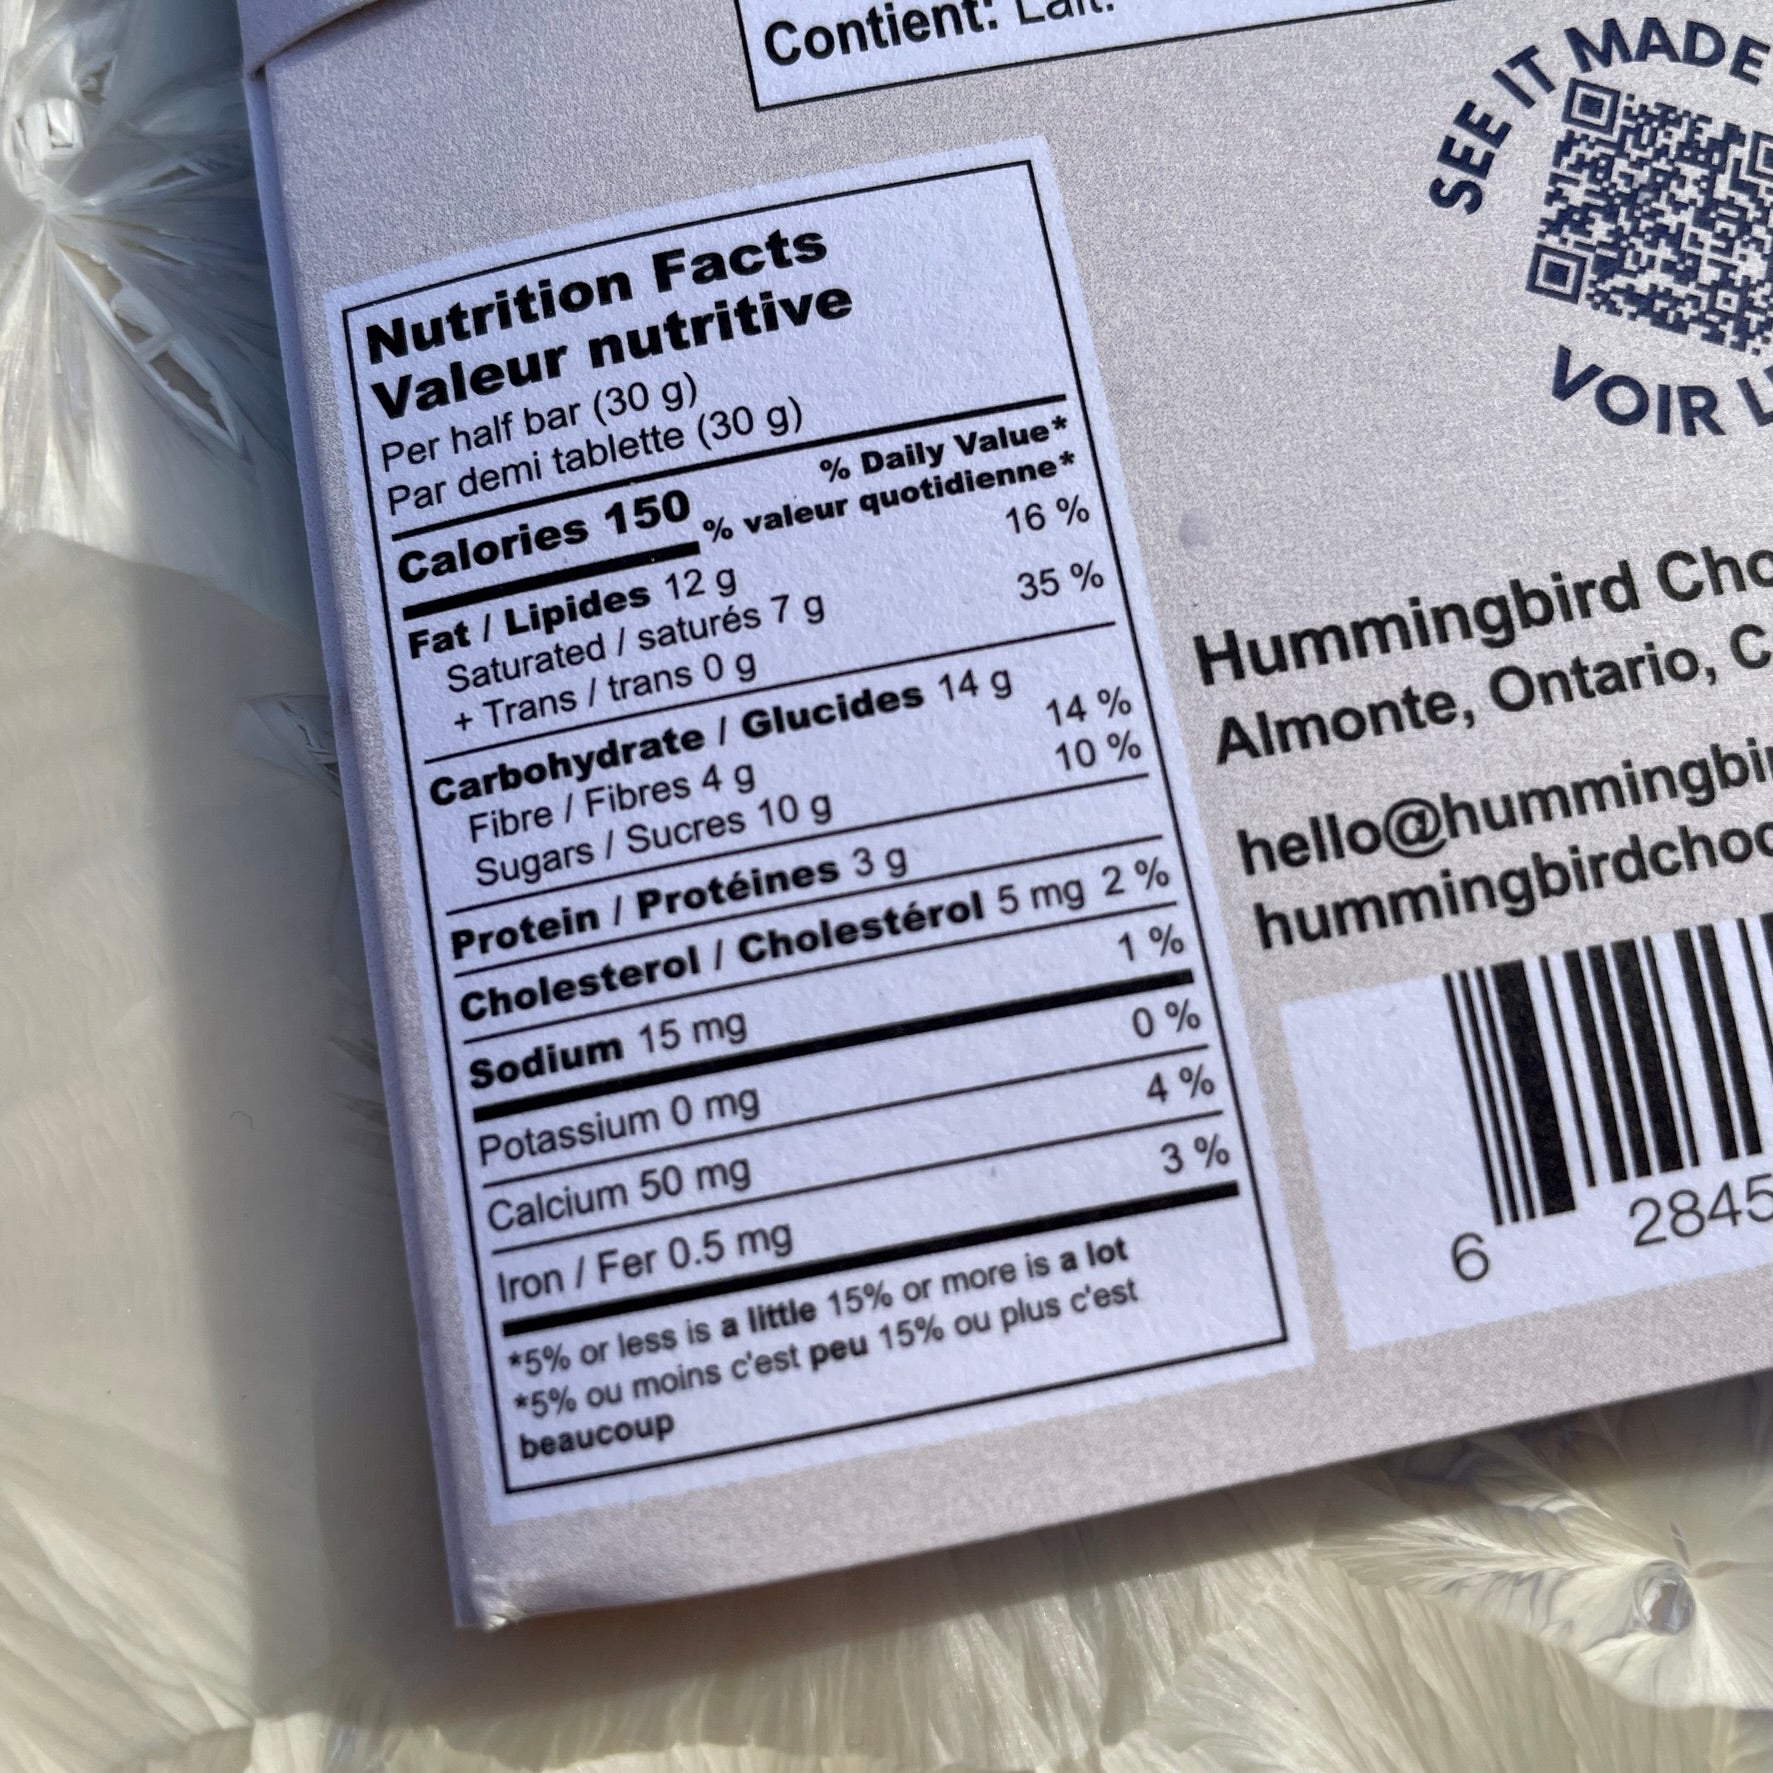 Contient: Lait.
SEE IT MADE
VOIR
Nutrition Facts
Valeur nutritive
Per half bar (30 g)
Par demi tablette (30 g)
% Daily Value*
Calories 150 % valeur quotidienne*
Fat / Lipides 12 g 16 %
Saturated / saturés 7 g 35 %
+ Trans / trans 0 g
Carbohydrate / Glucides 14 g
Fibre / Fibres 4 g 14 %
Sugars / Sucres 10 g 10 %
Protein / Protéines 3 g
Cholesterol / Cholestérol 5 mg 2 %
Sodium 15 mg 1 %
Potassium 0 mg 0 %
Calcium 50 mg 4 %
Iron / Fer 0.5 mg 3 %
*5% or less is a little 15% or more is a lot
*5% ou moins c'est peu 15% ou plus c'est
beaucoup
Hummingbird
Almonte, Ontario,
6 2845